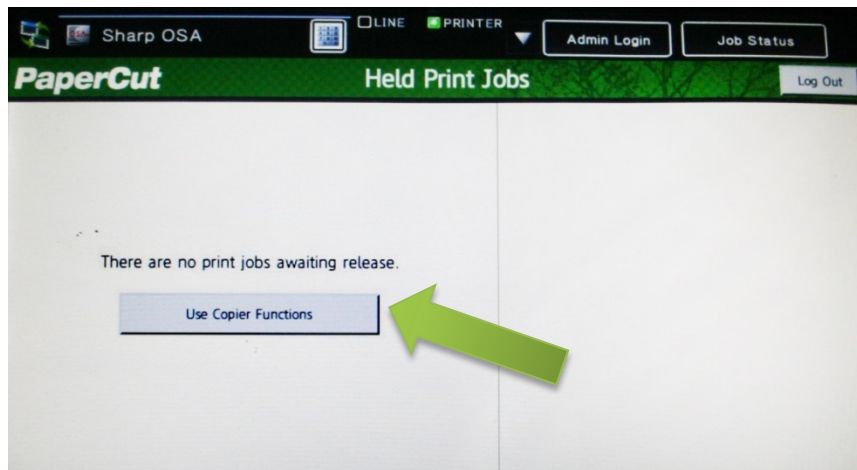 Sharp OSA
LINE
PRINTER
Admin Login
Job Status
PaperCut
Held Print Jobs
Log Out
There are no print jobs awaiting release.
Use Copier Functions